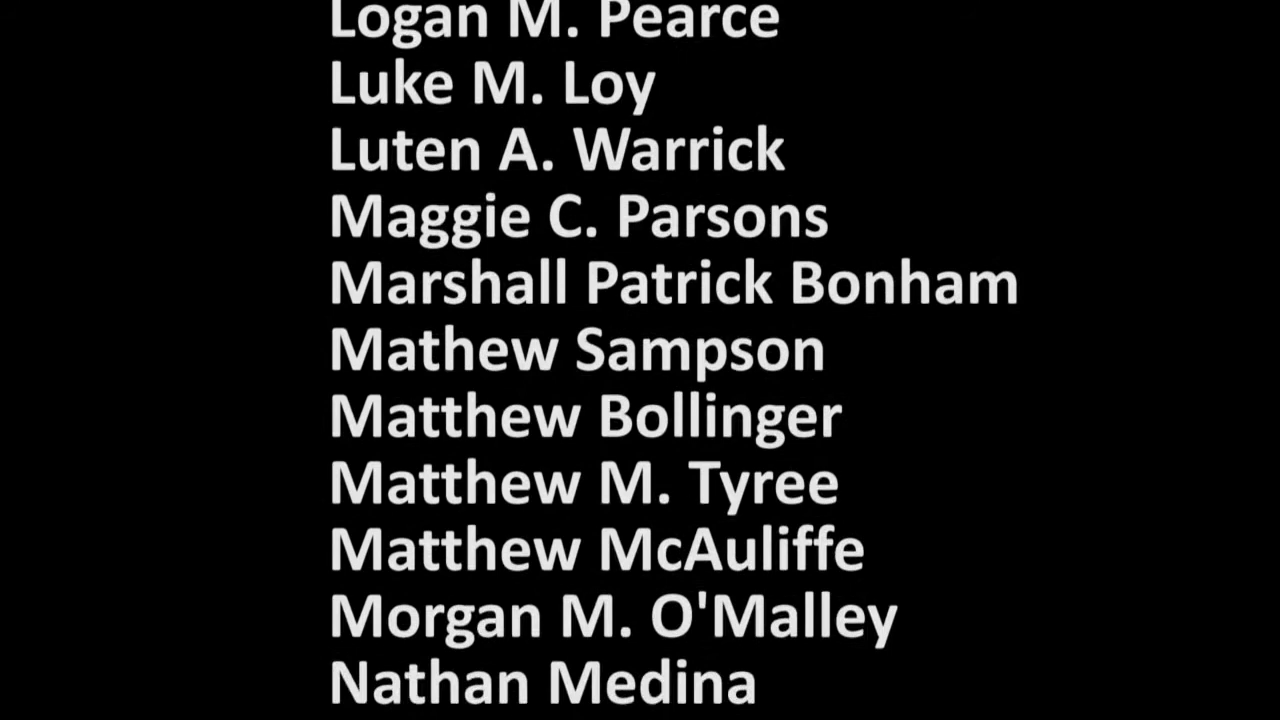 Logan M. Pearce
Luke M. Loy
Luten A. Warrick
Maggie C. Parsons
Marshall Patrick Bonham
Mathew Sampson
Matthew Bollinger
Matthew M. Tyree
Matthew McAuliffe
Morgan M. O'Malley
Nathan Medina